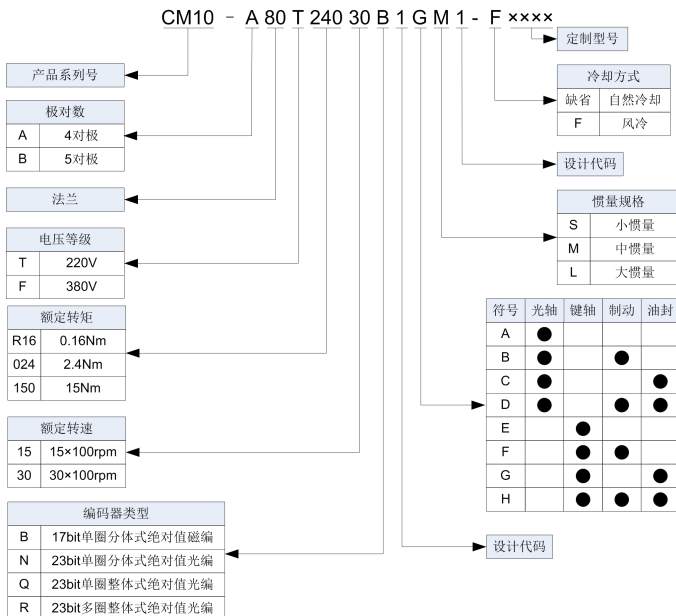 CM10 - A 80 T 240 30 B 1 G M 1 - F ××××
定制型号
产品系列号
冷却方式
缺省 自然冷却
F 风冷
极对数
A 4对极
B 5对极
设计代码
法兰
惯量规格
S 小惯量
M 中惯量
L 大惯量
电压等级
T 220V
F 380V
额定转矩
R16 0.16Nm
024 2.4Nm
150 15Nm
符号 光轴 键轴 制动 油封
A ●
B ● ●
C ● ●
D ● ● ●
E ●
F ● ●
G ● ●
H ● ● ●
额定转速
15 15×100rpm
30 30×100rpm
编码器类型
B 17bit单圈分体式绝对值磁编
N 23bit单圈分体式绝对值光编
Q 23bit单圈整体式绝对值光编
R 23bit多圈整体式绝对值光编
设计代码